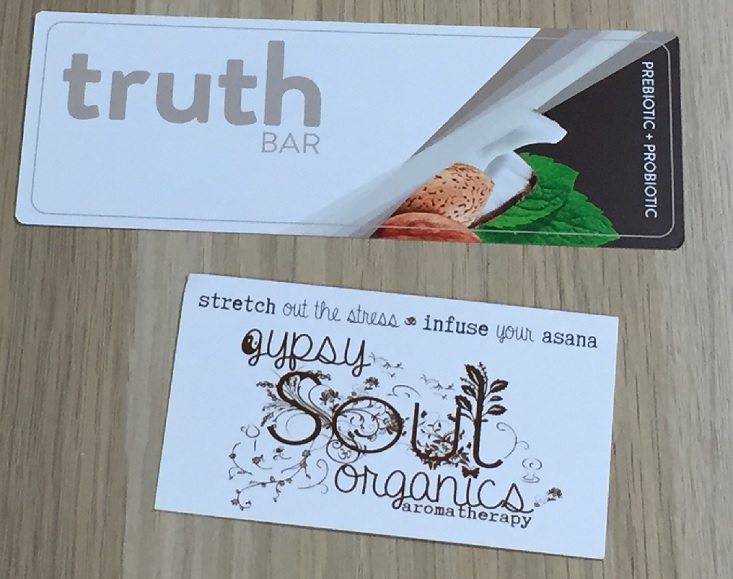 truth
BAR
PREBIOTIC + PROBIOTIC
stretch out the stress ॐ infuse your asana
gypsy
Soul
organics
aromatherapy